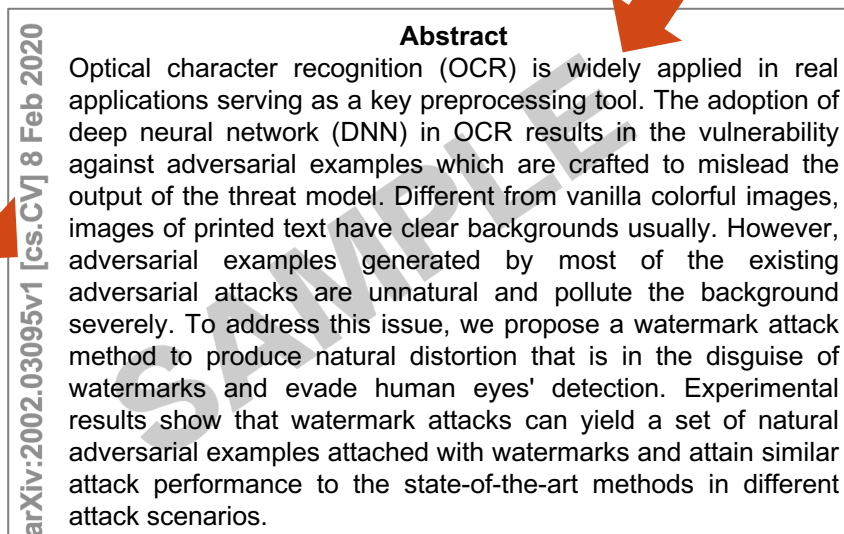 arXiv:2002.03095v1 [cs.CV] 8 Feb 2020
Abstract
Optical character recognition (OCR) is widely applied in real
applications serving as a key preprocessing tool. The adoption of
deep neural network (DNN) in OCR results in the vulnerability
against adversarial examples which are crafted to mislead the
output of the threat model. Different from vanilla colorful images,
images of printed text have clear backgrounds usually. However,
adversarial examples generated by most of the existing
adversarial attacks are unnatural and pollute the background
severely. To address this issue, we propose a watermark attack
method to produce natural distortion that is in the disguise of
watermarks and evade human eyes' detection. Experimental
results show that watermark attacks can yield a set of natural
adversarial examples attached with watermarks and attain similar
attack performance to the state-of-the-art methods in different
attack scenarios.
SAMPLE